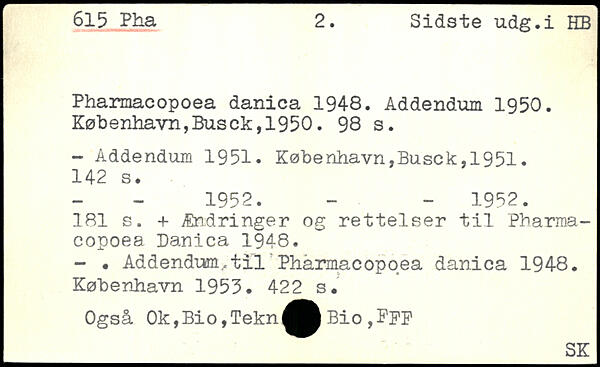 615 Pha 2. Sidste udg.i HB
Pharmacopoea danica 1948. Addendum 1950.
København,Busck,1950. 98 s.
- Addendum 1951. København,Busck,1951.
142 s.
- - 1952. - - 1952.
181 s. + Ændringer og rettelser til Pharma-
copoea Danica 1948.
- . Addendum til Pharmacopoea danica 1948.
København 1953. 422 s.
Også Ok,Bio,Tekn Bio,FFF
SK